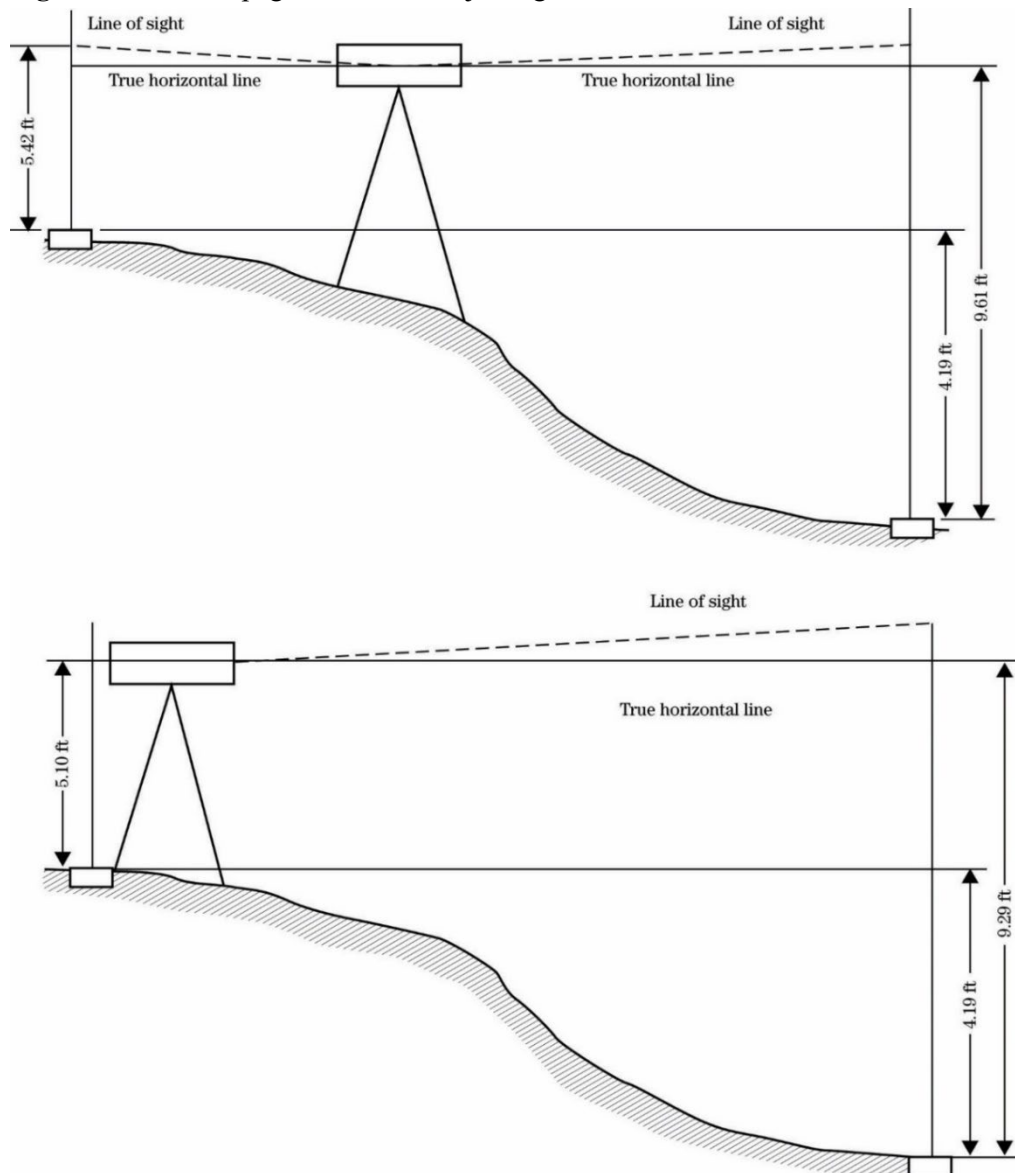 Line of sight
Line of sight
True horizontal line
True horizontal line
5.42 ft
9.61 ft
4.19 ft
Line of sight
True horizontal line
5.10 ft
9.29 ft
4.19 ft